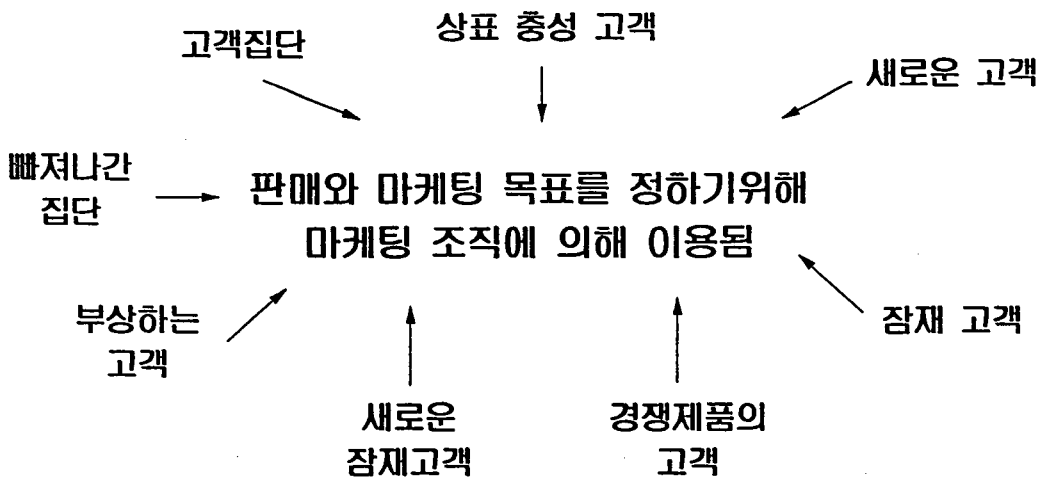 고객집단
상표 충성 고객
새로운 고객
빠져나간
집단
판매와 마케팅 목표를 정하기위해
마케팅 조직에 의해 이용됨
부상하는
고객
잠재 고객
새로운
잠재고객
경쟁제품의
고객